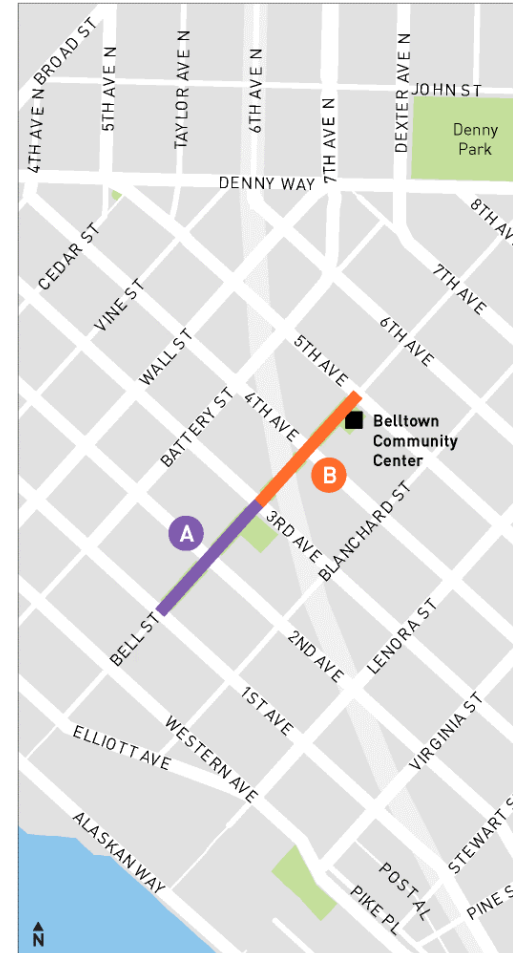 BROAD ST
4TH AVE N
5TH AVE N
TAYLOR AVE N
6TH AVE N
7TH AVE N
DEXTER AVE N
JOHN ST
Denny
Park
DENNY WAY
8TH AVE
CEDAR ST
7TH AVE
VINE ST
6TH AVE
WALL ST
5TH AVE
BATTERY ST
4TH AVE
Belltown
Community
Center
B
A
3RD AVE
BLANCHARD ST
BELL ST
2ND AVE
LENORA ST
1ST AVE
VIRGINIA ST
WESTERN AVE
ELLIOTT AVE
STEWART S
ALASKAN WAY
POST AL
PIKE PL
PINE S
N